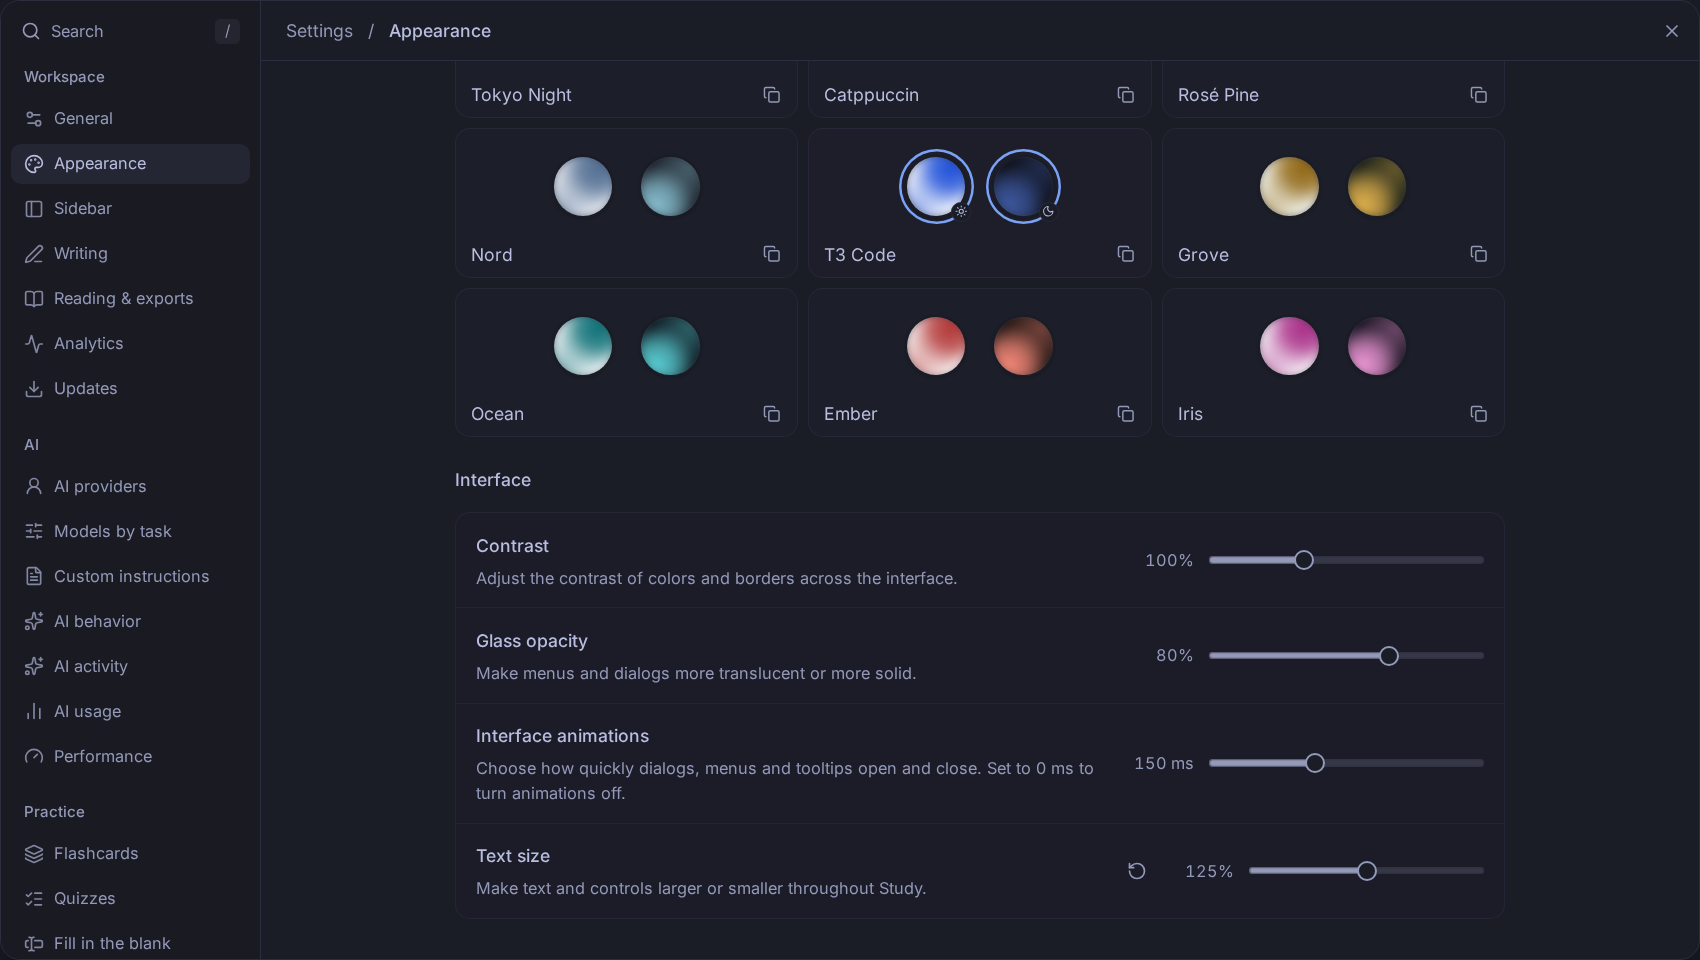 Search
/
Workspace
General
Appearance
Sidebar
Writing
Reading & exports
Analytics
Updates
AI
AI providers
Models by task
Custom instructions
AI behavior
AI activity
AI usage
Performance
Practice
Flashcards
Quizzes
Fill in the blank
Settings / Appearance
Tokyo Night
Catppuccin
Rosé Pine
Nord
T3 Code
Grove
Ocean
Ember
Iris
Interface
Contrast
Adjust the contrast of colors and borders across the interface.
100%
Glass opacity
Make menus and dialogs more translucent or more solid.
80%
Interface animations
Choose how quickly dialogs, menus and tooltips open and close. Set to 0 ms to
turn animations off.
150 ms
Text size
Make text and controls larger or smaller throughout Study.
125%